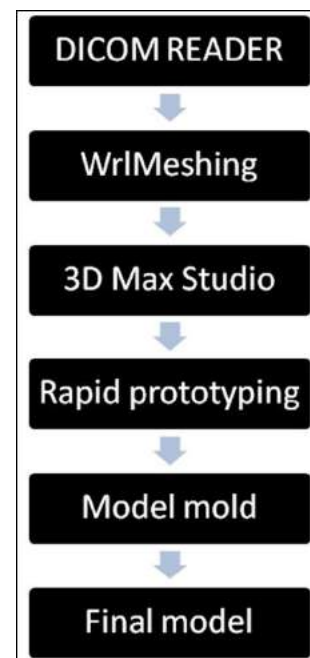 DICOM READER
WrlMeshing
3D Max Studio
Rapid prototyping
Model mold
Final model